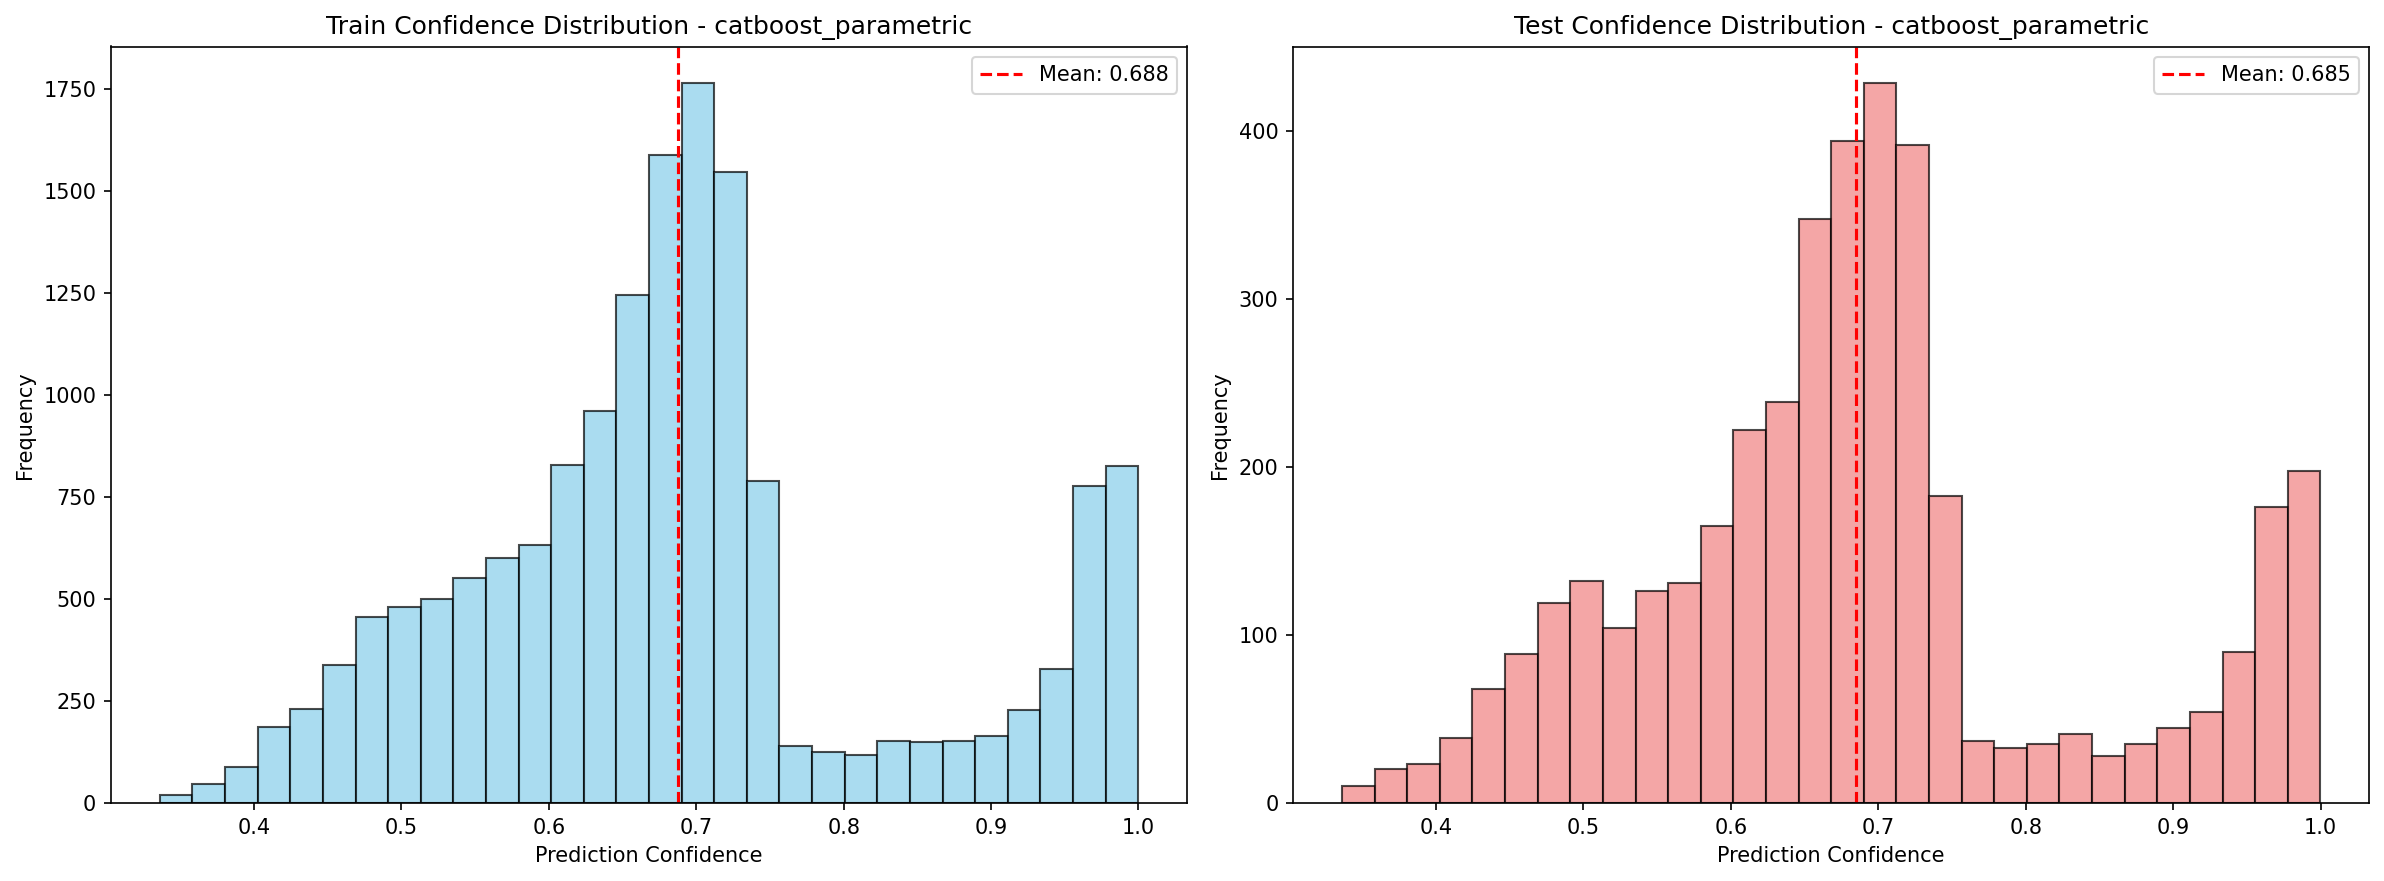 Train Confidence Distribution - catboost_parametric
Mean: 0.688
Frequency
1750
1500
1250
1000
750
500
250
0
0.4 0.5 0.6 0.7 0.8 0.9 1.0
Prediction Confidence
Test Confidence Distribution - catboost_parametric
Mean: 0.685
Frequency
400
300
200
100
0
0.4 0.5 0.6 0.7 0.8 0.9 1.0
Prediction Confidence